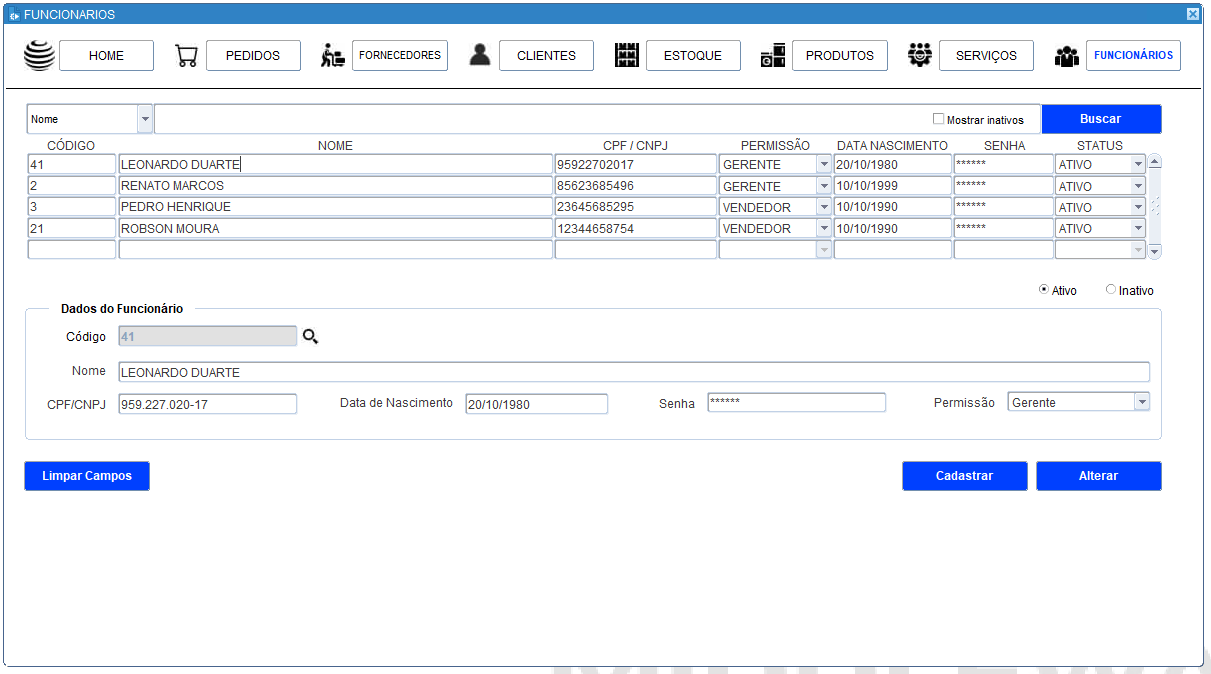 FUNCIONARIOS
HOME PEDIDOS FORNECEDORES CLIENTES ESTOQUE PRODUTOS SERVIÇOS FUNCIONÁRIOS
Nome Mostrar inativos Buscar
CÓDIGO NOME CPF / CNPJ PERMISSÃO DATA NASCIMENTO SENHA STATUS
41 LEONARDO DUARTE 95922702017 GERENTE 20/10/1980 ****** ATIVO
2 RENATO MARCOS 85623685496 GERENTE 10/10/1999 ****** ATIVO
3 PEDRO HENRIQUE 23645685295 VENDEDOR 10/10/1990 ****** ATIVO
21 ROBSON MOURA 12344658754 VENDEDOR 10/10/1990 ****** ATIVO
Ativo Inativo
Dados do Funcionário
Código 41
Nome LEONARDO DUARTE
CPF/CNPJ 959.227.020-17 Data de Nascimento 20/10/1980 Senha ****** Permissão Gerente
Limpar Campos Cadastrar Alterar